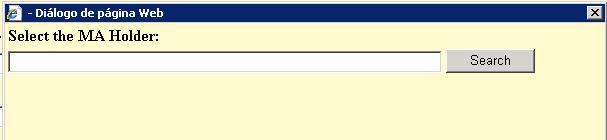 - Diálogo de página Web
Select the MA Holder:
Search